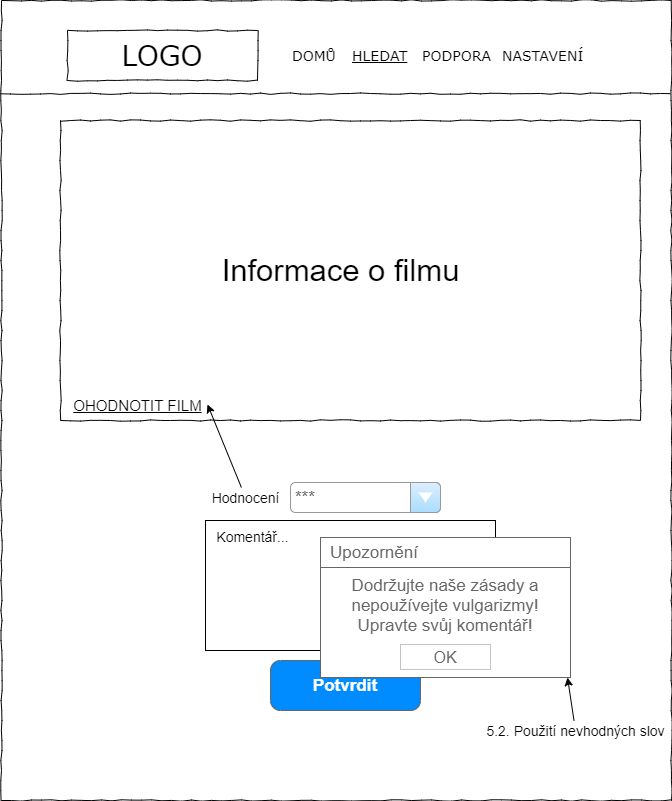 LOGO
DOMŮ HLEDAT PODPORA NASTAVENÍ
Informace o filmu
OHODNOTIT FILM
Hodnocení ***
Komentář...
Upozornění
Dodržujte naše zásady a
nepoužívejte vulgarizmy!
Upravte svůj komentář!
OK
Potvrdit
5.2. Použití nevhodných slov